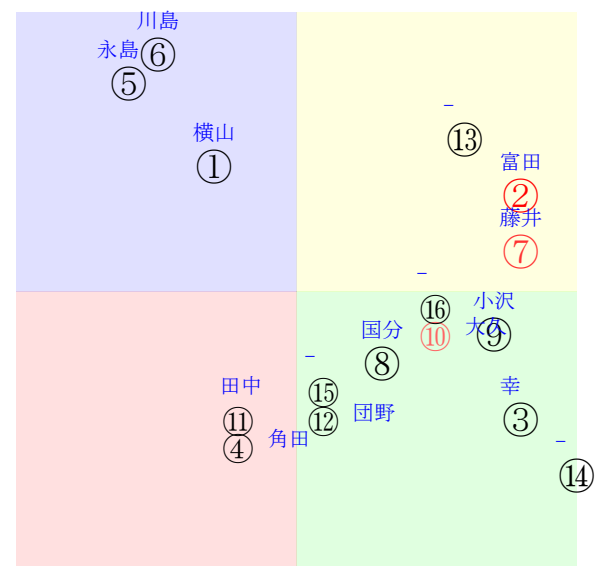 川島
⑥
永島
⑤
横山
①
−
⑬
富田
②
藤井
⑦
−
⑯
小沢
大久
⑨
⑩
国分
⑧
−
⑮
田中
⑪
幸
③
団野
⑫
角田
④
−
⑭